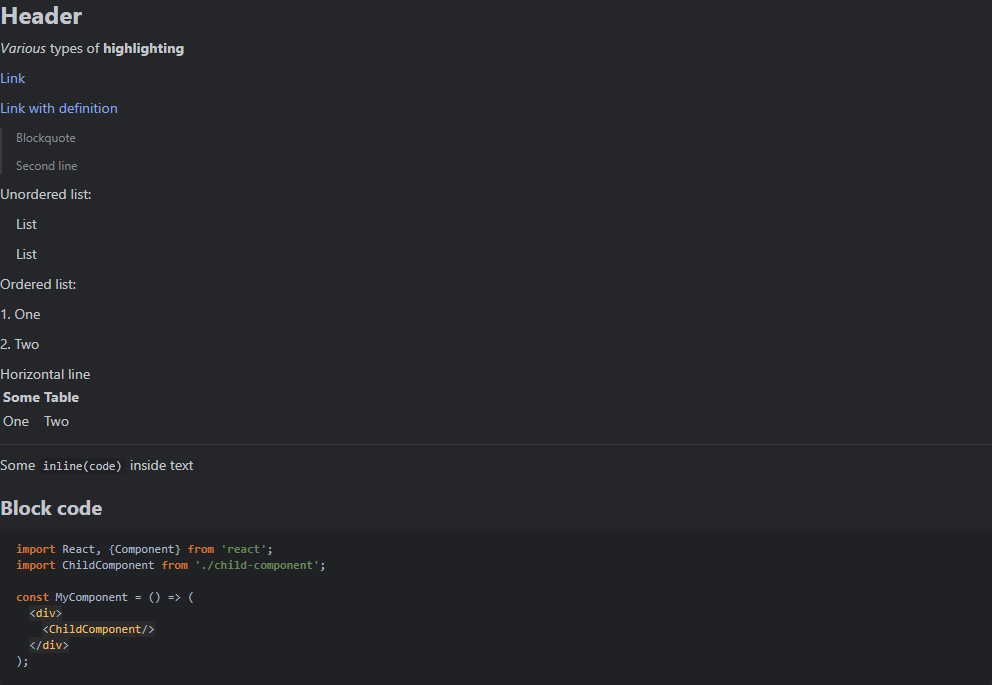 Header
Various types of highlighting
Link
Link with definition
Blockquote
Second line
Unordered list:
List
List
Ordered list:
1. One
2. Two
Horizontal line
Some Table
One Two
Some inline(code) inside text
Block code
import React, {Component} from 'react';
import ChildComponent from './child-component';
const MyComponent = () => (
<div>
<ChildComponent/>
</div>
);